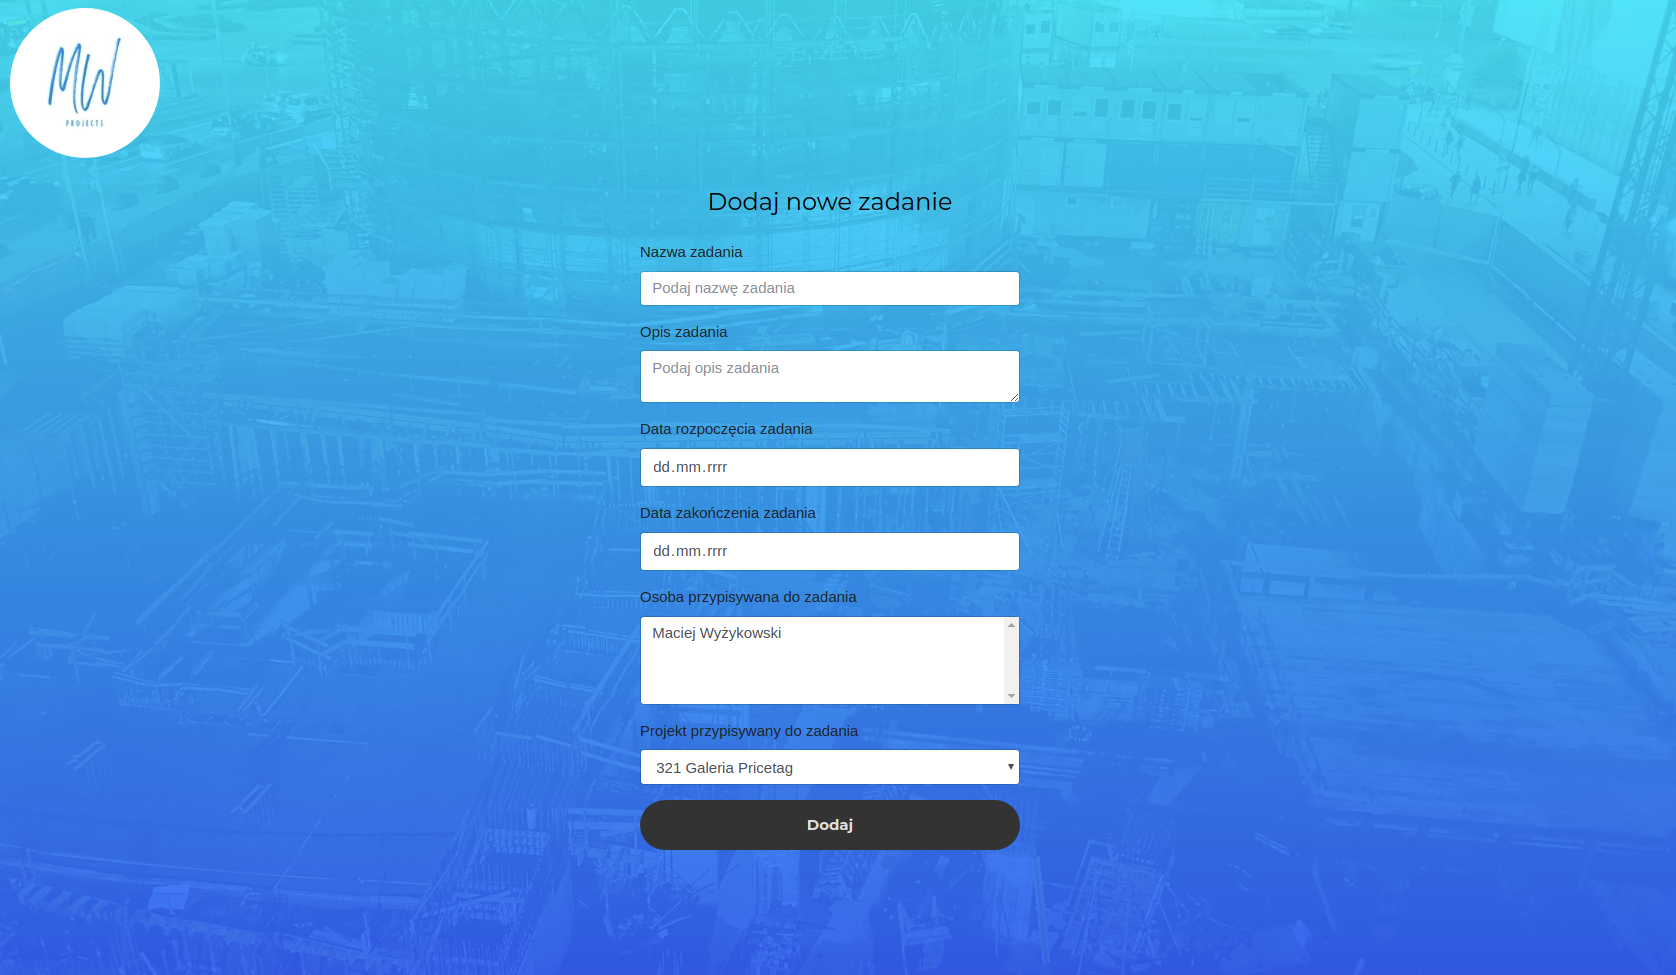 MW
PROJECTS
Dodaj nowe zadanie
Nazwa zadania
Podaj nazwę zadania
Opis zadania
Podaj opis zadania
Data rozpoczęcia zadania
dd.mm.rrrr
Data zakończenia zadania
dd.mm.rrrr
Osoba przypisywana do zadania
Maciej Wyżykowski
Projekt przypisywany do zadania
321 Galeria Pricetag
Dodaj